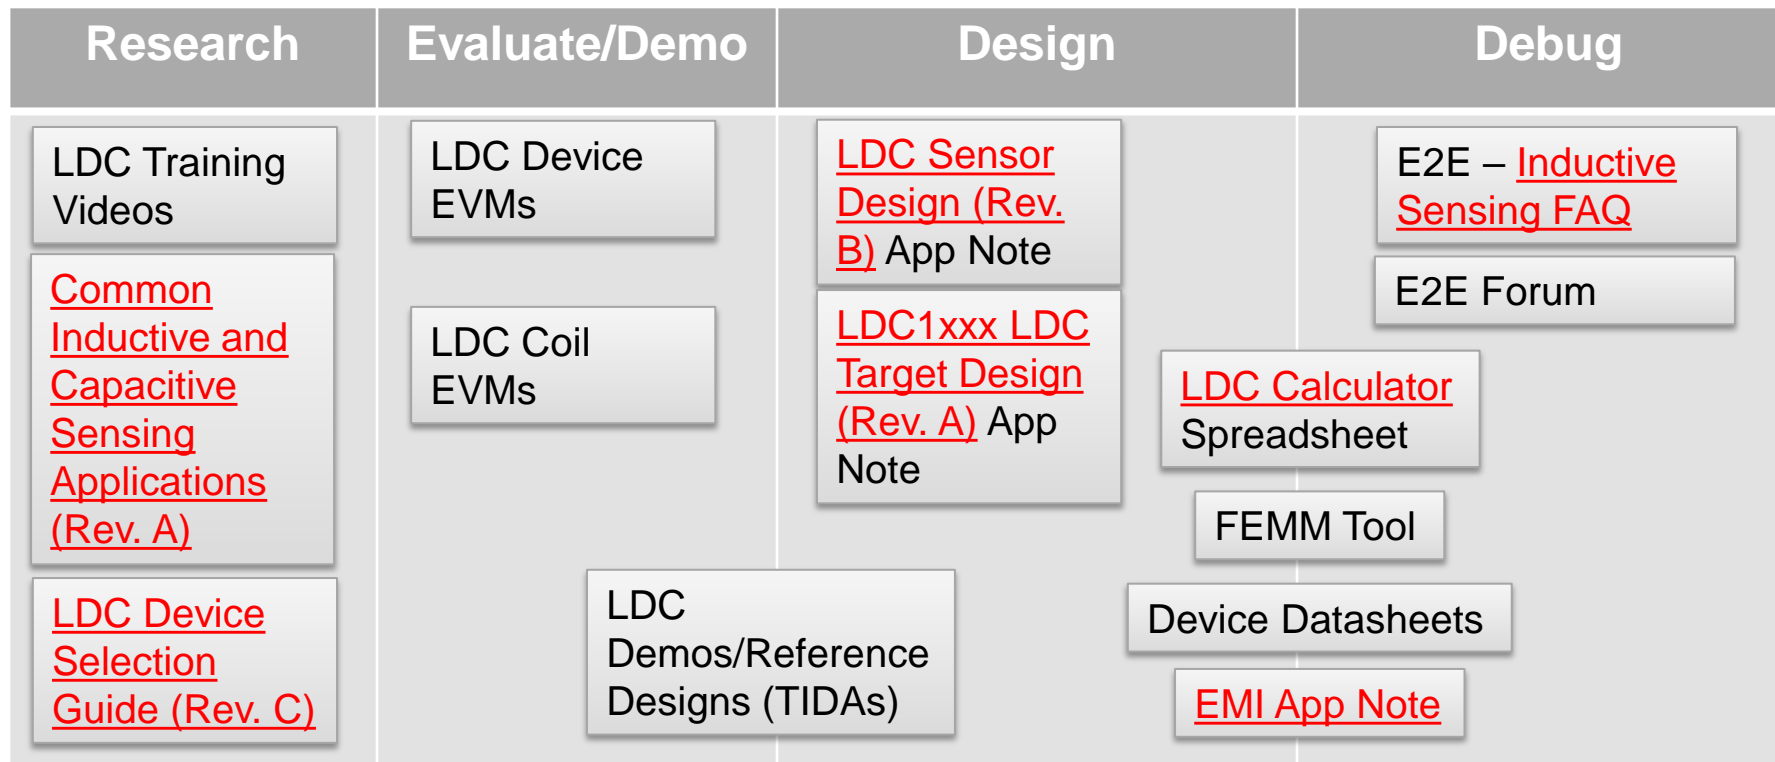 Research
Evaluate/Demo
Design
Debug
LDC Training
Videos
Common
Inductive and
Capacitive
Sensing
Applications
(Rev. A)
LDC Device
Selection
Guide (Rev. C)
LDC Device
EVMs
LDC Coil
EVMs
LDC
Demos/Reference
Designs (TIDAs)
LDC Sensor
Design (Rev.
B) App Note
LDC1xxx LDC
Target Design
(Rev. A) App
Note
E2E – Inductive
Sensing FAQ
E2E Forum
LDC Calculator
Spreadsheet
FEMM Tool
Device Datasheets
EMI App Note